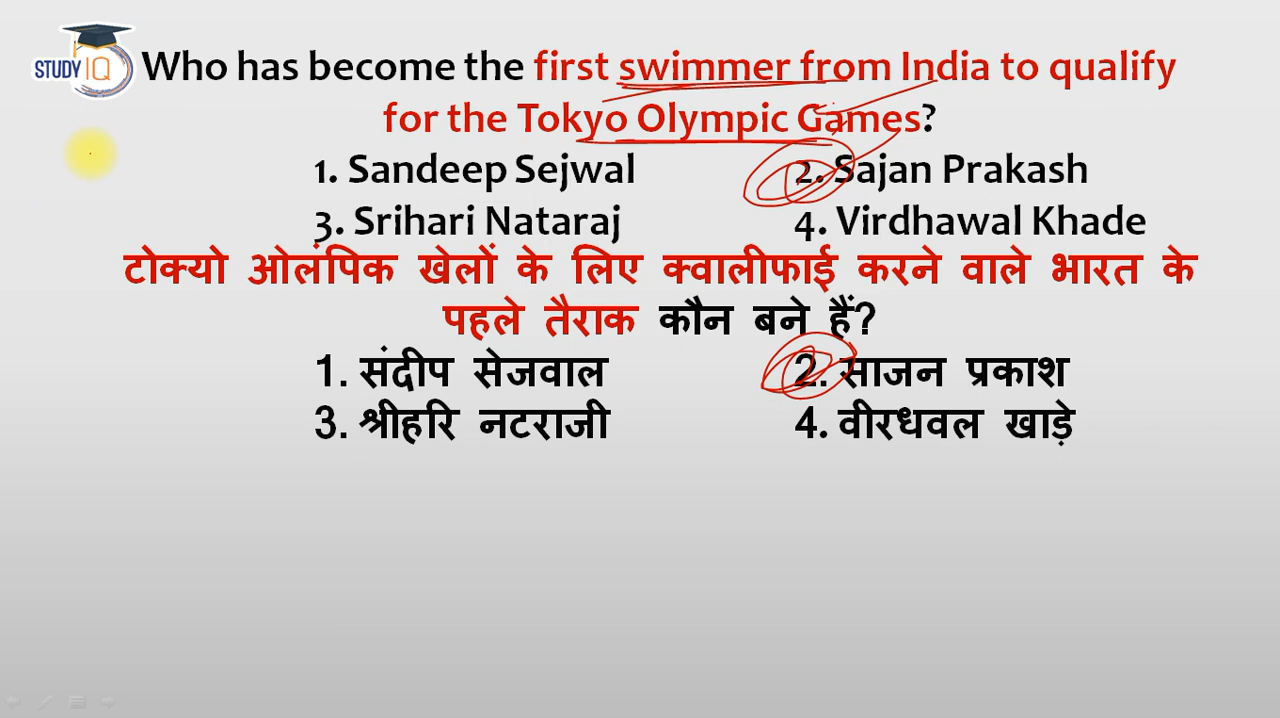 STUDY IQ
Who has become the first swimmer from India to qualify
for the Tokyo Olympic Games?
1. Sandeep Sejwal 2. Sajan Prakash
3. Srihari Nataraj 4. Virdhawal Khade
टोक्यो ओलंपिक खेलों के लिए क्वालीफाई करने वाले भारत के
पहले तैराक कौन बने हैं?
1. संदीप सेजवाल 2. साजन प्रकाश
3. श्रीहरि नटराजी 4. वीरधवल खाड़े